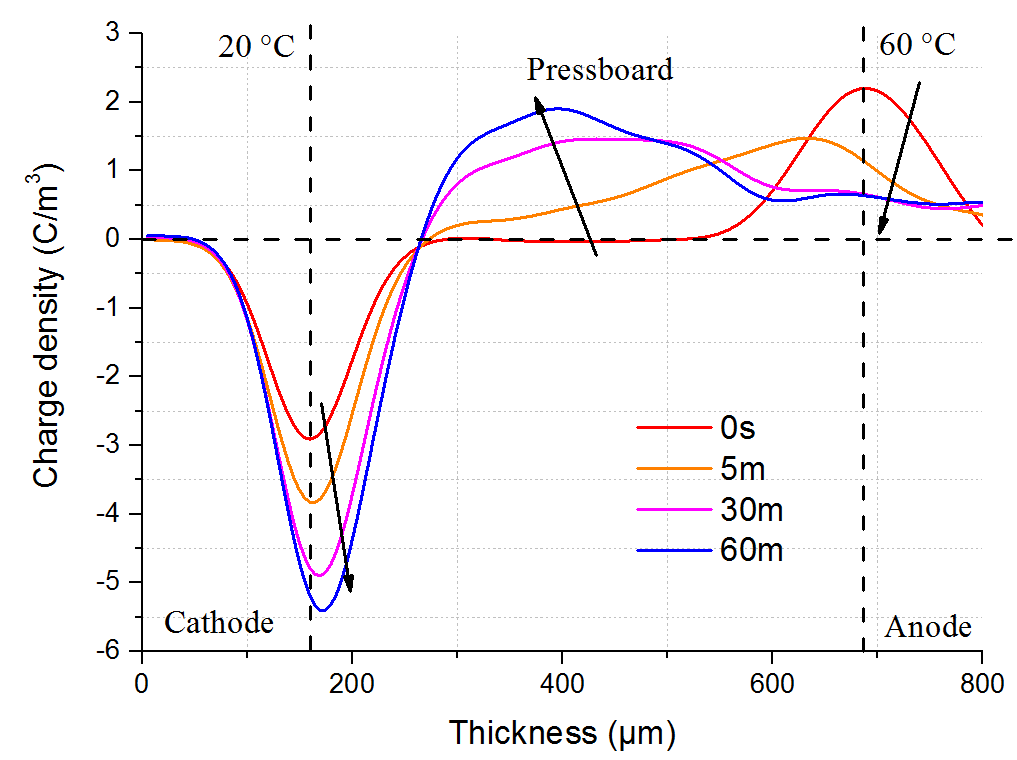 3
20 °C
60 °C
Pressboard
2
1
0
-1
-2
-3
-4
-5
-6
Charge density (C/m³)
0s
5m
30m
60m
Cathode
Anode
0
200
400
600
800
Thickness (μm)